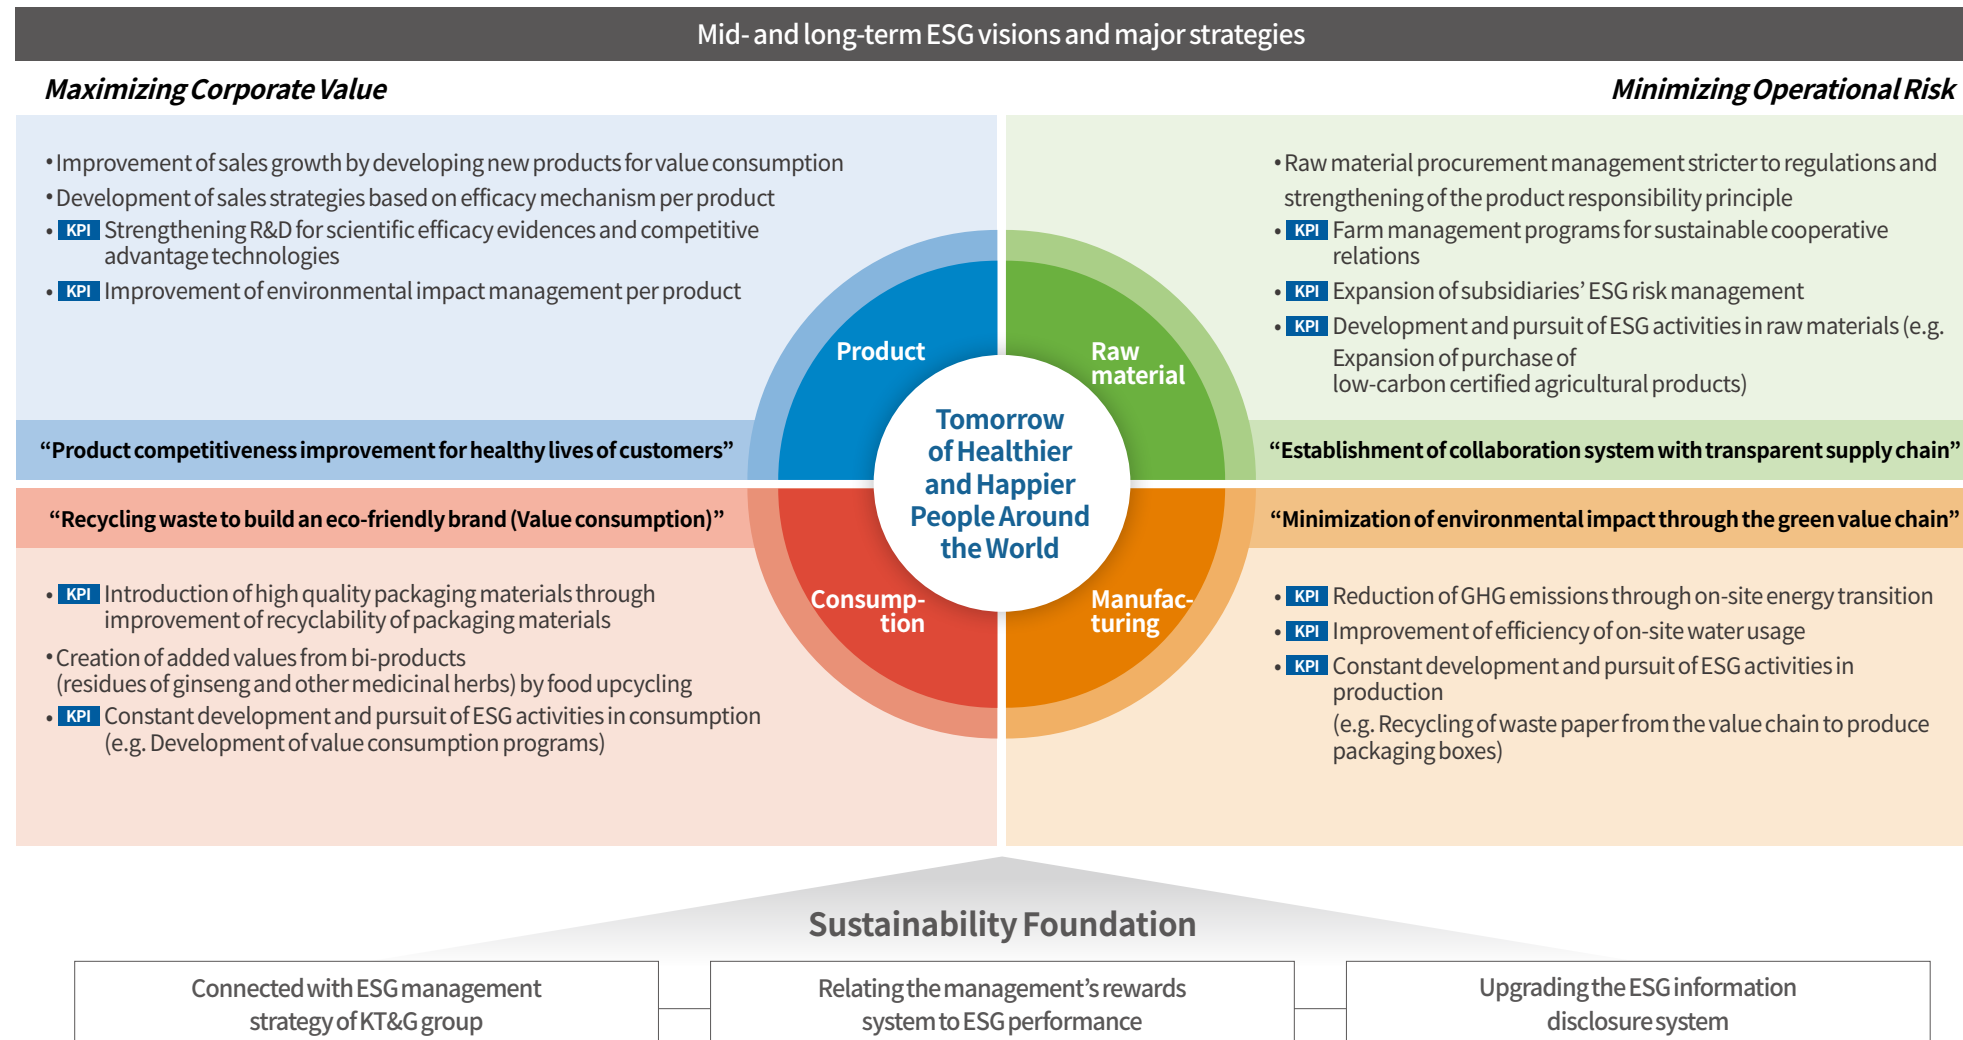 Mid- and long-term ESG visions and major strategies
Maximizing Corporate Value
Minimizing Operational Risk
• Improvement of sales growth by developing new products for value consumption
• Development of sales strategies based on efficacy mechanism per product
• KPI Strengthening R&D for scientific efficacy evidences and competitive
advantage technologies
• KPI Improvement of environmental impact management per product
“Product competitiveness improvement for healthy lives of customers”
• Raw material procurement management stricter to regulations and
strengthening of the product responsibility principle
• KPI Farm management programs for sustainable cooperative
relations
• KPI Expansion of subsidiaries’ ESG risk management
• KPI Development and pursuit of ESG activities in raw materials (e.g.
Expansion of purchase of
low-carbon certified agricultural products)
“Establishment of collaboration system with transparent supply chain”
Product
Raw
material
Tomorrow
of Healthier
and Happier
People Around
the World
Consump-
tion
Manufac-
turing
“Recycling waste to build an eco-friendly brand (Value consumption)”
• KPI Introduction of high quality packaging materials through
improvement of recyclability of packaging materials
• Creation of added values from bi-products
(residues of ginseng and other medicinal herbs) by food upcycling
• KPI Constant development and pursuit of ESG activities in consumption
(e.g. Development of value consumption programs)
“Minimization of environmental impact through the green value chain”
• KPI Reduction of GHG emissions through on-site energy transition
• KPI Improvement of efficiency of on-site water usage
• KPI Constant development and pursuit of ESG activities in
production
(e.g. Recycling of waste paper from the value chain to produce
packaging boxes)
Sustainability Foundation
Connected with ESG management
strategy of KT&G group
Relating the management’s rewards
system to ESG performance
Upgrading the ESG information
disclosure system